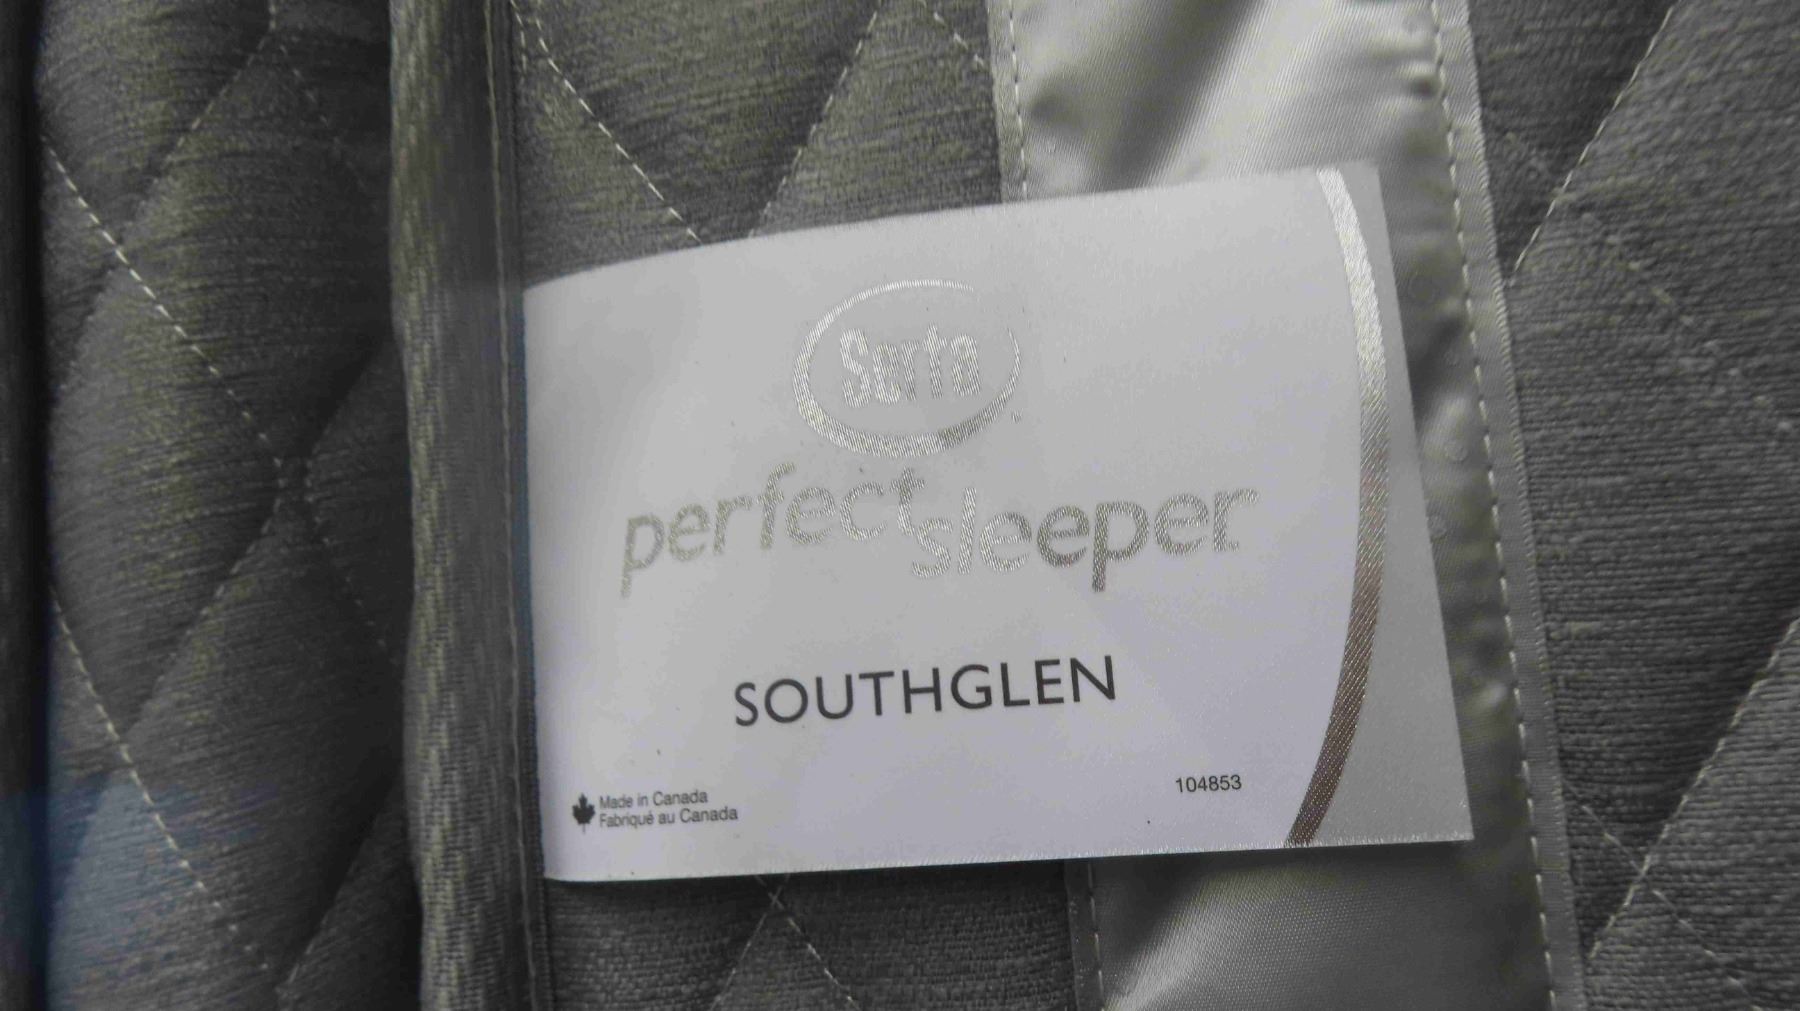 Serta
perfect sleeper
SOUTHGLEN
104853
Made in Canada
Fabriqué au Canada